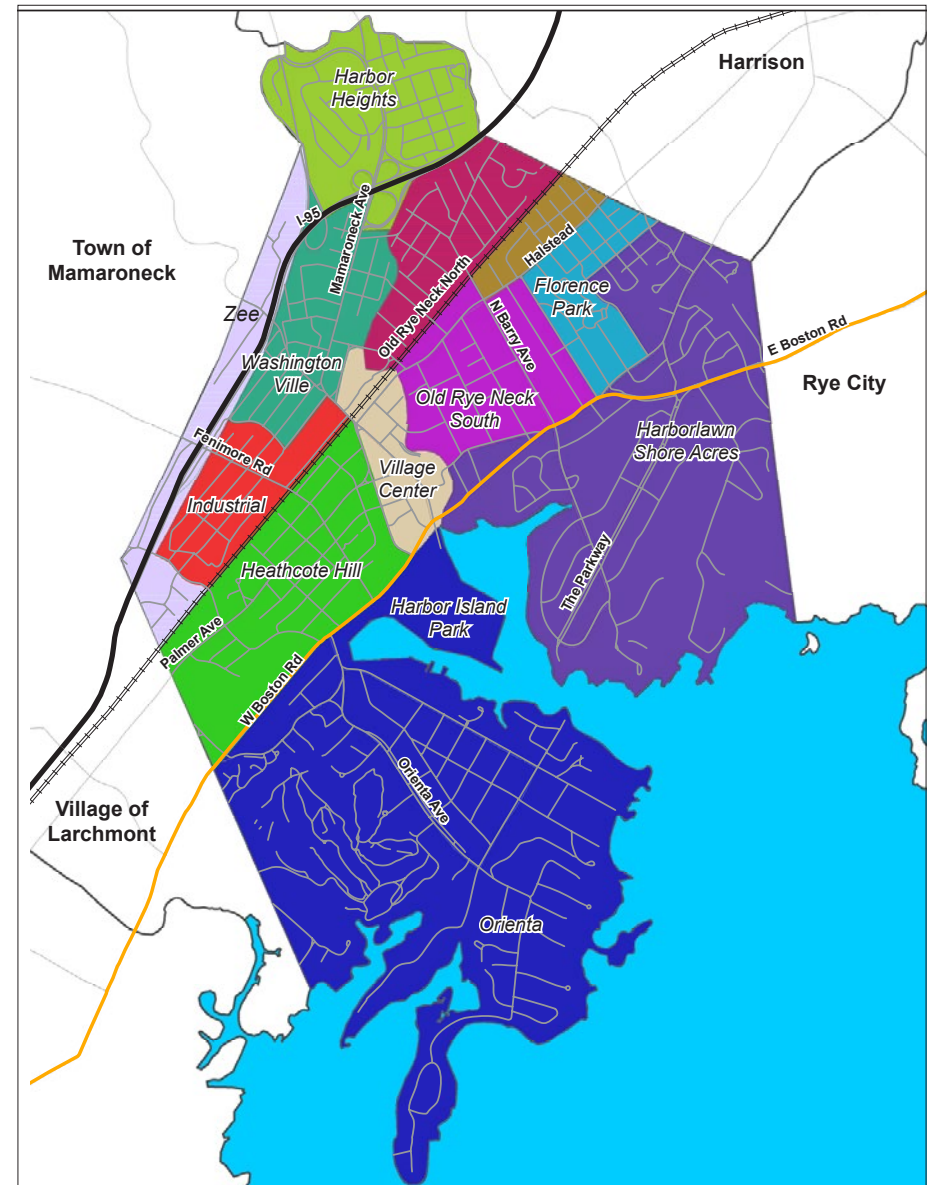 Harrison
Harbor
Heights
I-95
Mamaroneck Ave
Town of
Mamaroneck
Halstead
Old Rye Neck North
Zee
Florence
Park
N Barry Ave
E Boston Rd
Washington
Ville
Rye City
Old Rye Neck
South
Harborlawn
Shore Acres
Fenimore Rd
Village
Center
Industrial
Heathcote Hill
The Parkway
Harbor Island
Park
Palmer Ave
W Boston Rd
Orienta Ave
Village of
Larchmont
Orienta